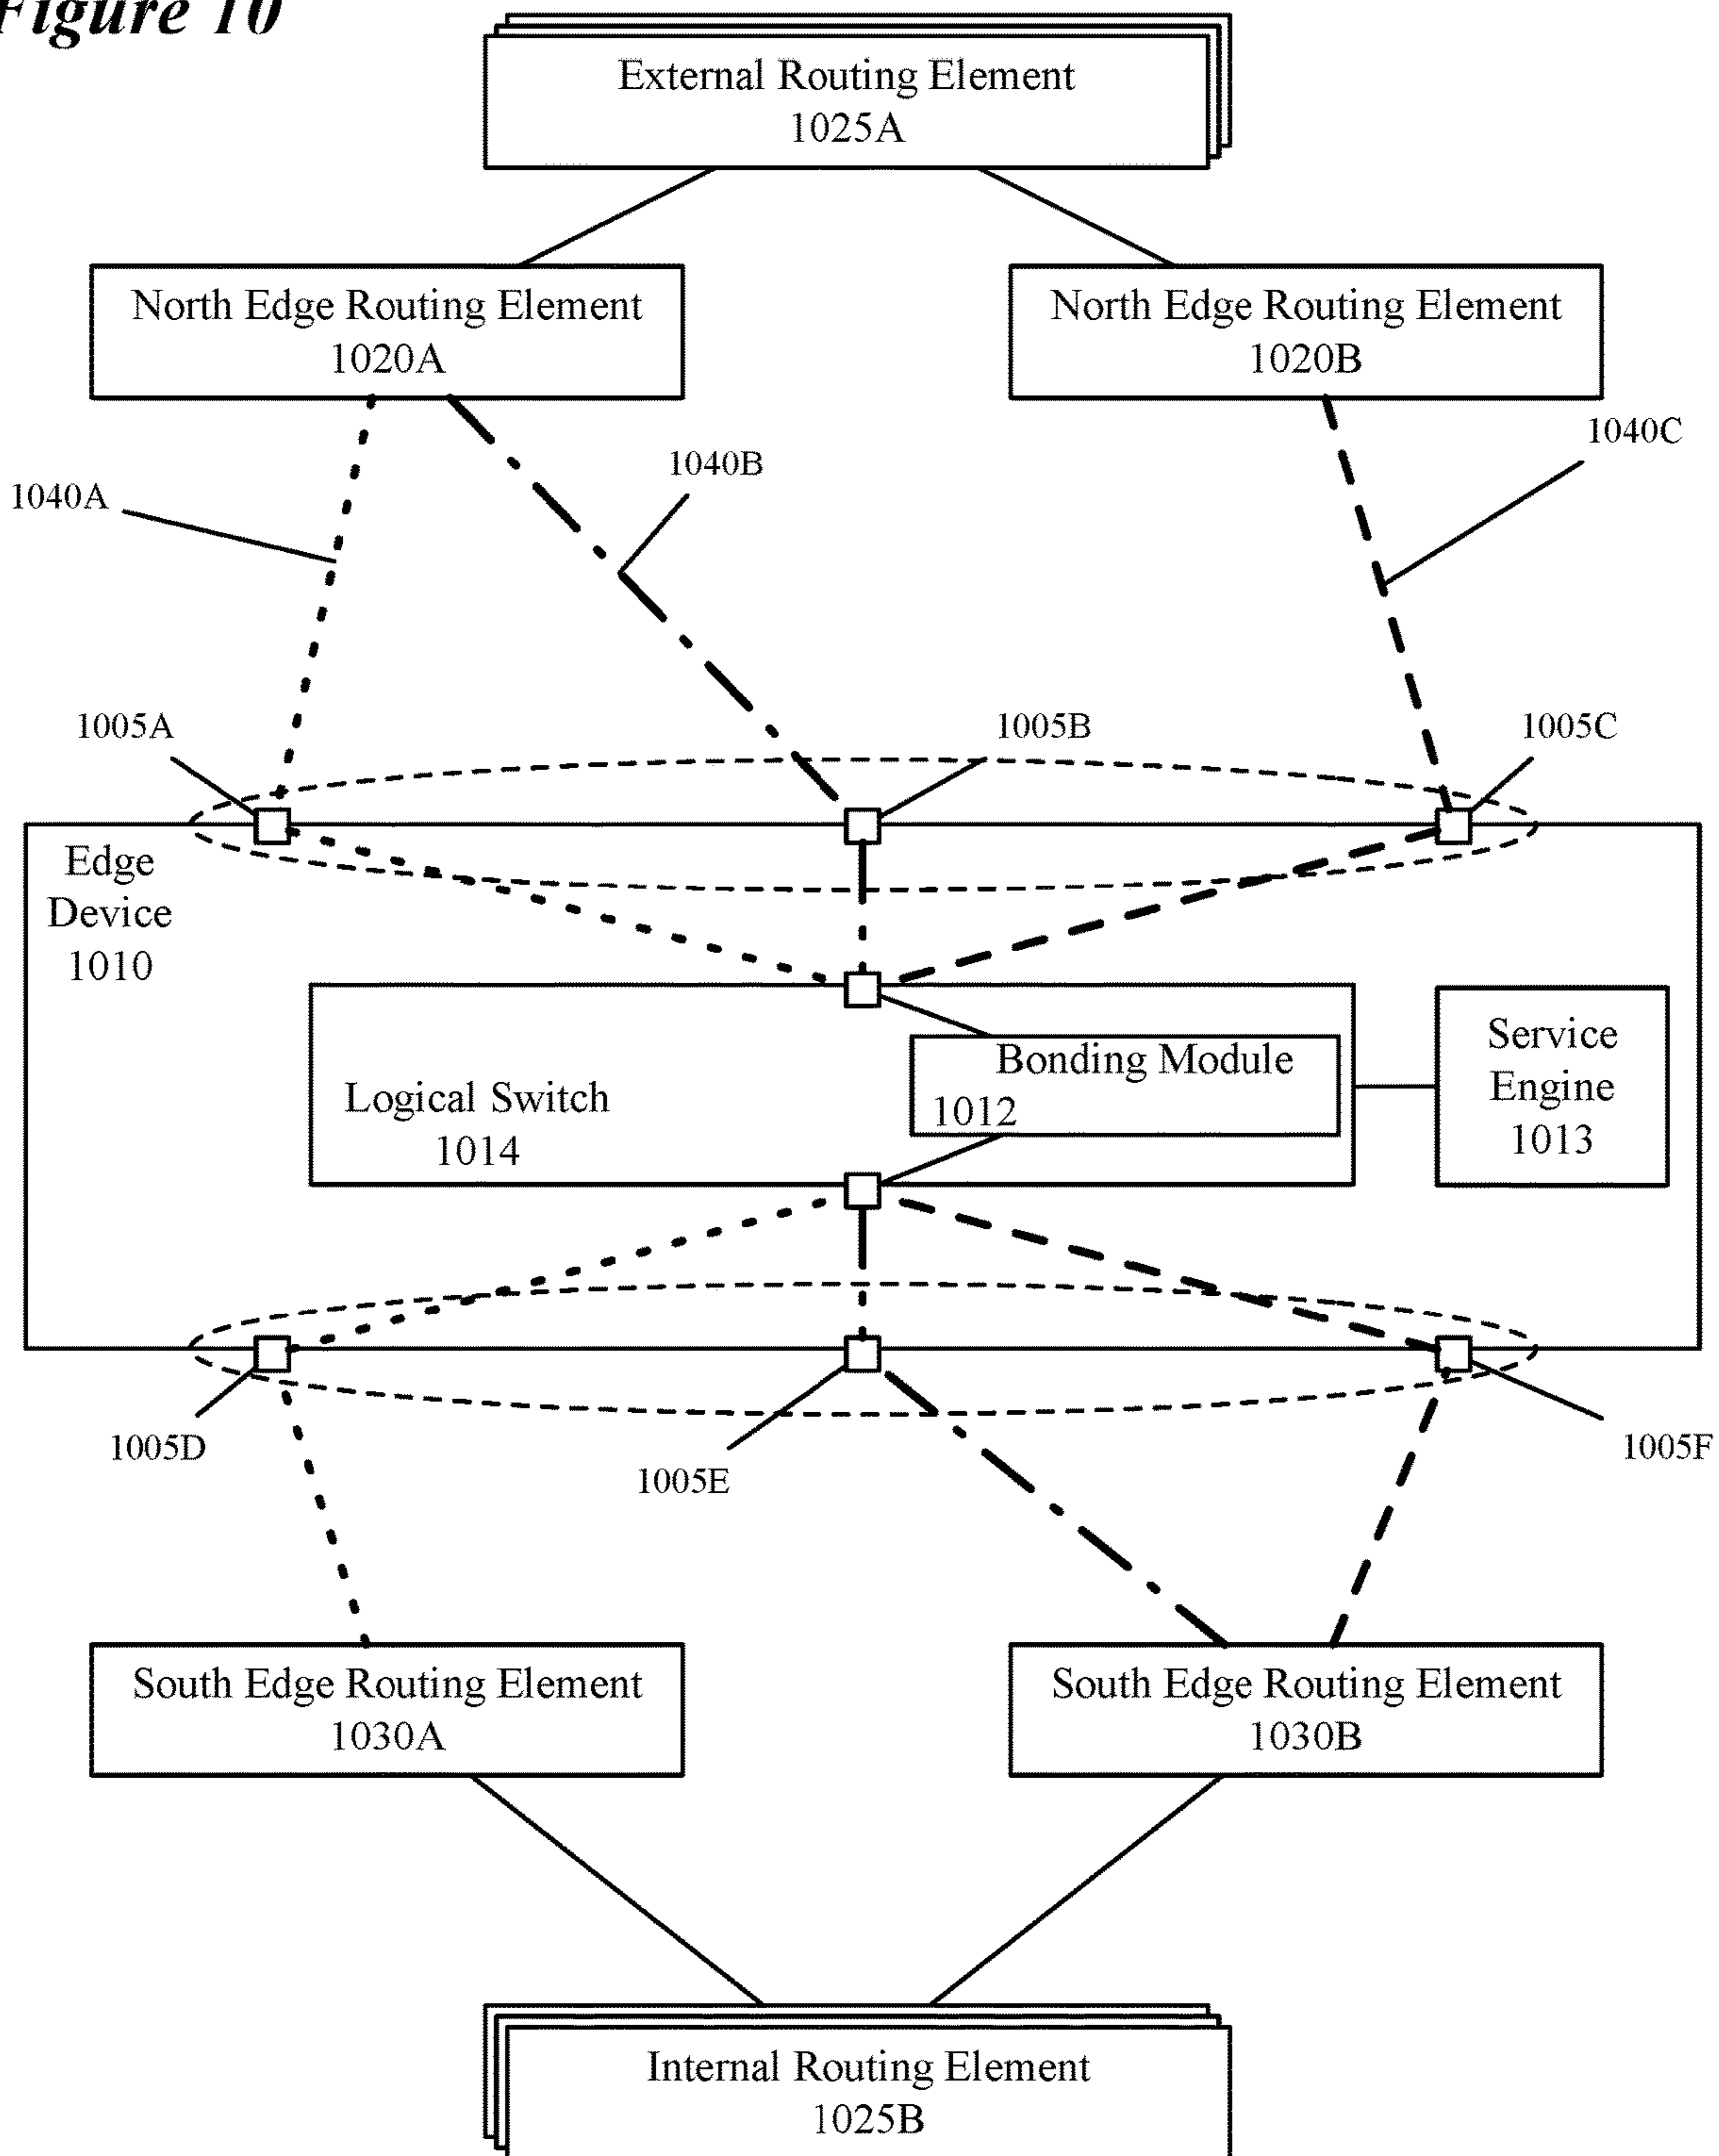 Figure 10
External Routing Element
1025A
North Edge Routing Element
1020A
North Edge Routing Element
1020B
1040A
1040B
1040C
1005A
1005B
1005C
Edge
Device
1010
Logical Switch
1014
Bonding Module
1012
Service
Engine
1013
1005D
1005E
1005F
South Edge Routing Element
1030A
South Edge Routing Element
1030B
Internal Routing Element
1025B